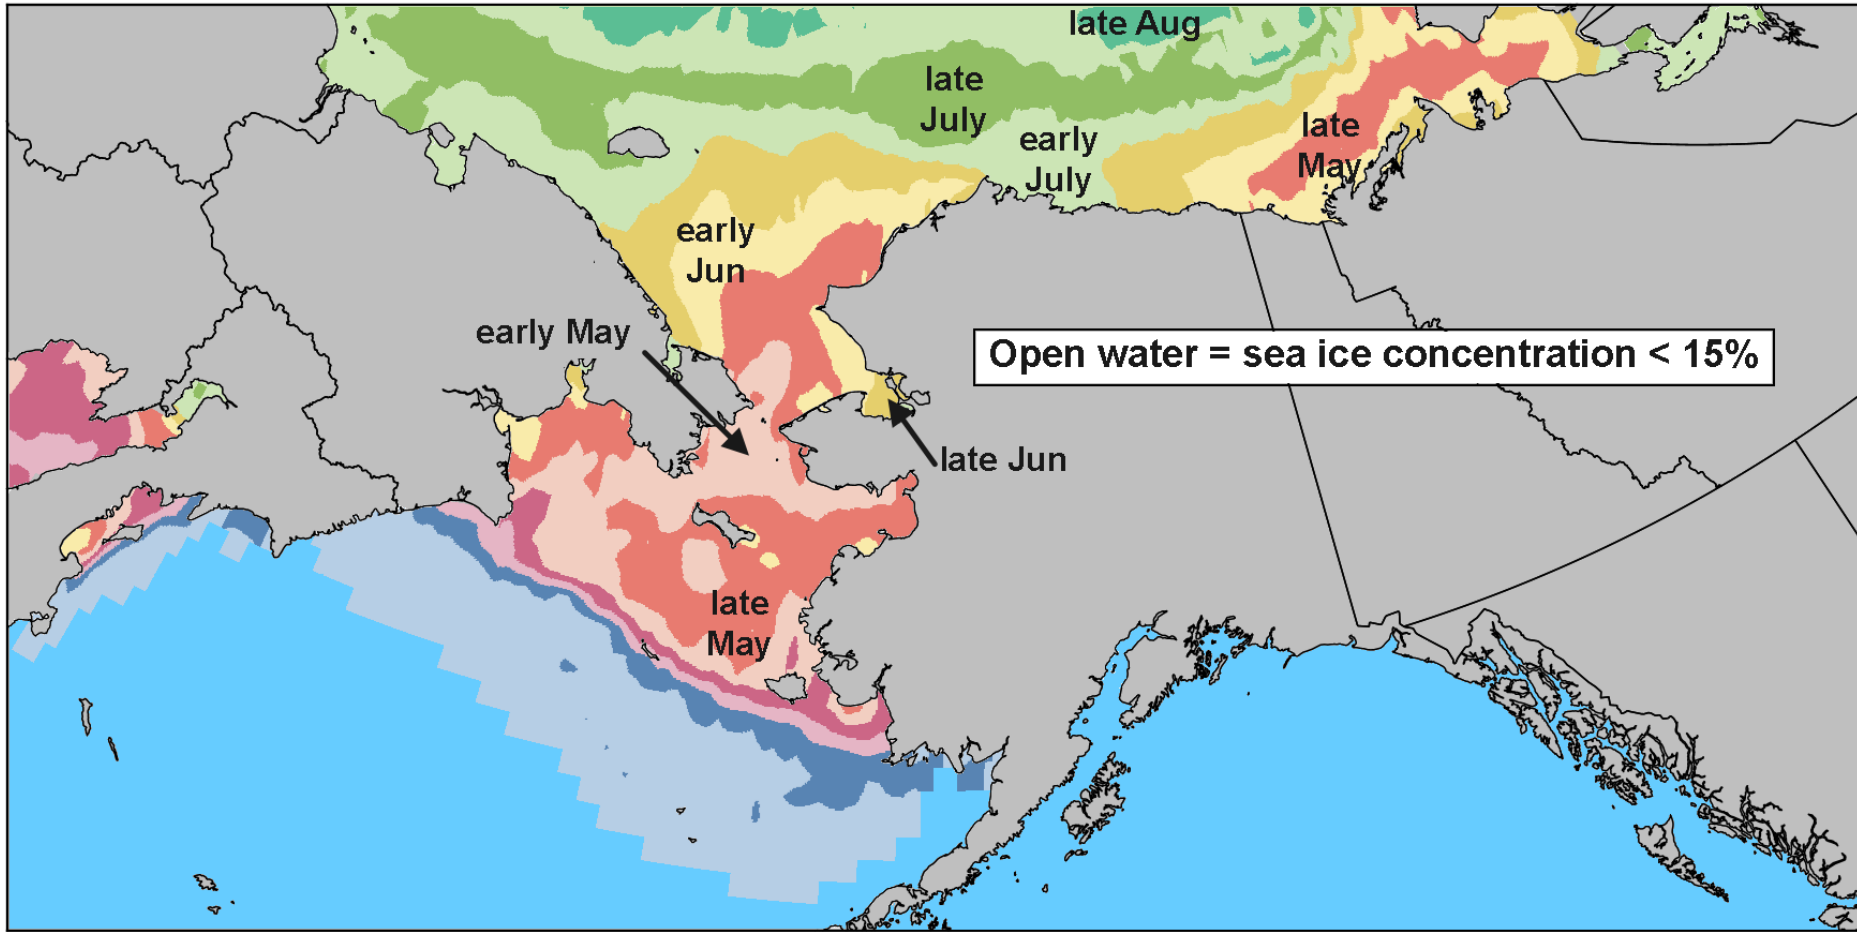 late Aug
late
July
early
July
late
May
early
Jun
early May
Open water = sea ice concentration < 15%
late Jun
late
May